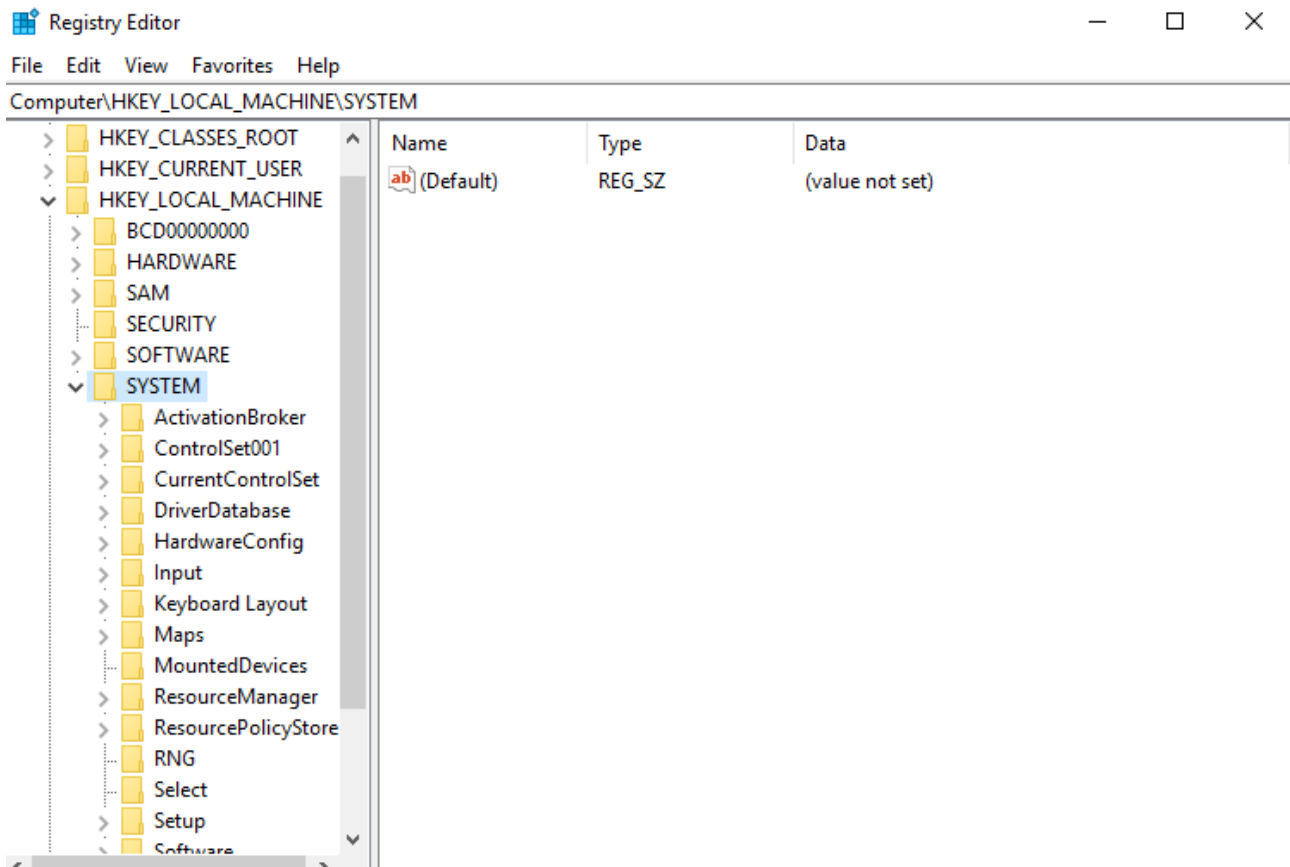 Registry Editor
File Edit View Favorites Help
Computer\HKEY_LOCAL_MACHINE\SYSTEM
HKEY_CLASSES_ROOT
HKEY_CURRENT_USER
HKEY_LOCAL_MACHINE
BCD00000000
HARDWARE
SAM
SECURITY
SOFTWARE
SYSTEM
ActivationBroker
ControlSet001
CurrentControlSet
DriverDatabase
HardwareConfig
Input
Keyboard Layout
Maps
MountedDevices
ResourceManager
ResourcePolicyStore
RNG
Select
Setup
Software
Name Type Data
ab (Default) REG_SZ (value not set)